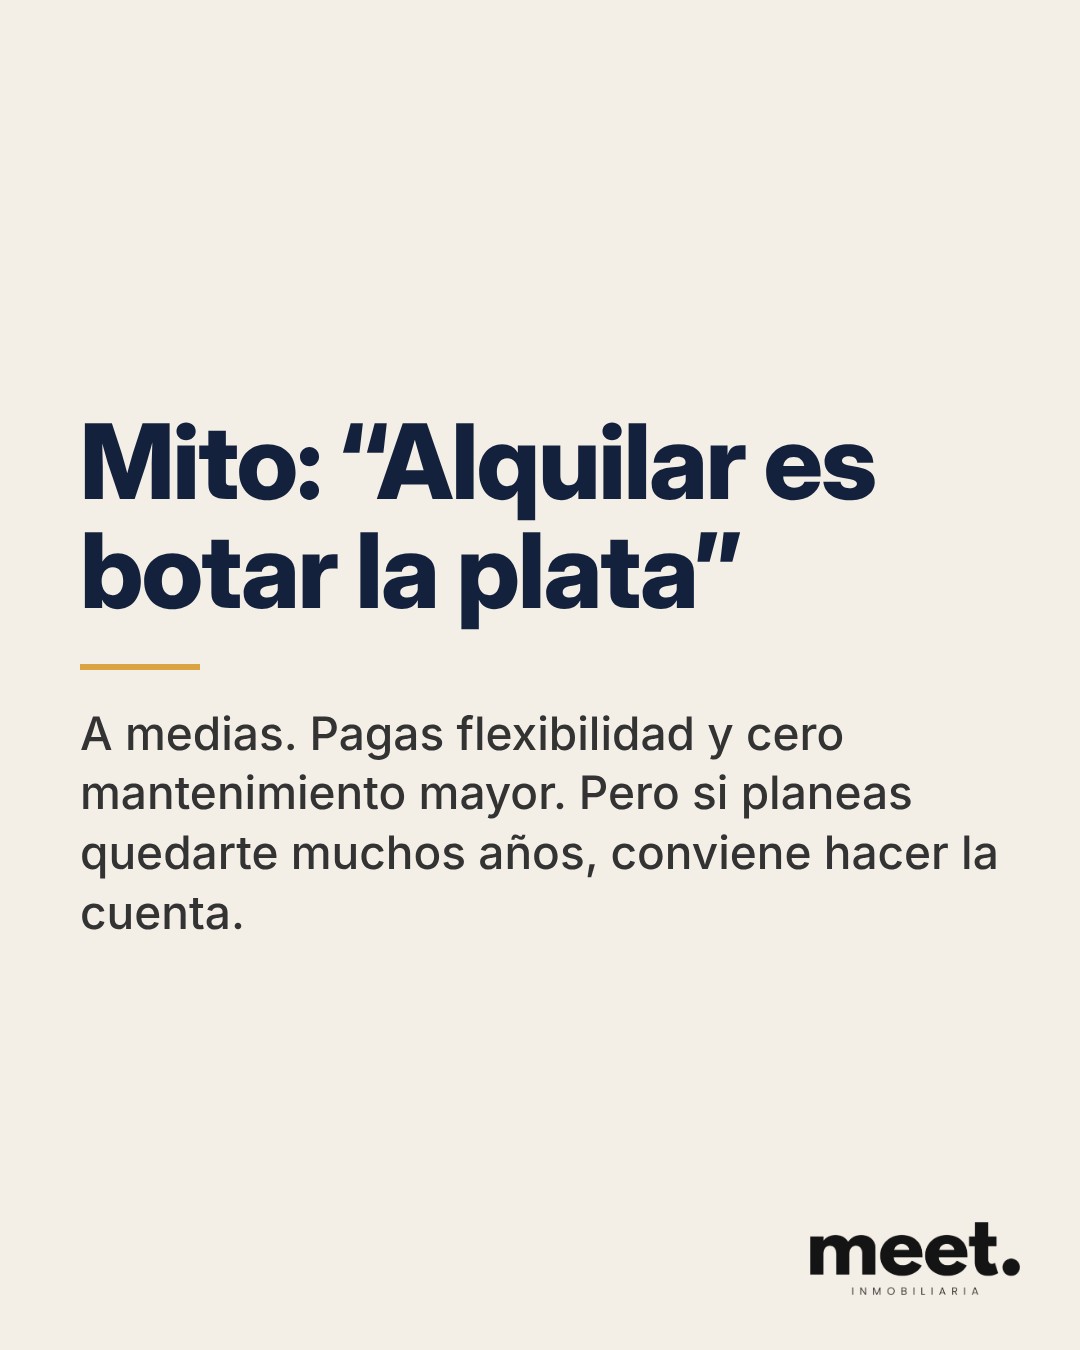 Mito: “Alquilar es
botar la plata”
A medias. Pagas flexibilidad y cero
mantenimiento mayor. Pero si planeas
quedarte muchos años, conviene hacer la
cuenta.
meet.
INMOBILIARIA